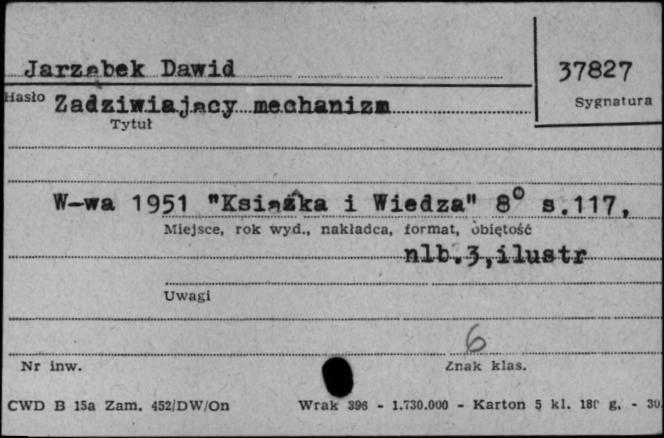 Jarząbek Dawid
37827
Hasło Zadziwiający mechanizm
Sygnatura
Tytuł
W-wa 1951 "Książka i Wiedza" 8° s.117,
Miejsce, rok wyd., nakładca, format, objętość
nlb.3,ilustr
Uwagi
6
Nr inw.
Znak klas.
CWD B 15a Zam. 452/DW/On Wrak 396 - 1.730.000 - Karton 5 kl. 180 g. - 30.